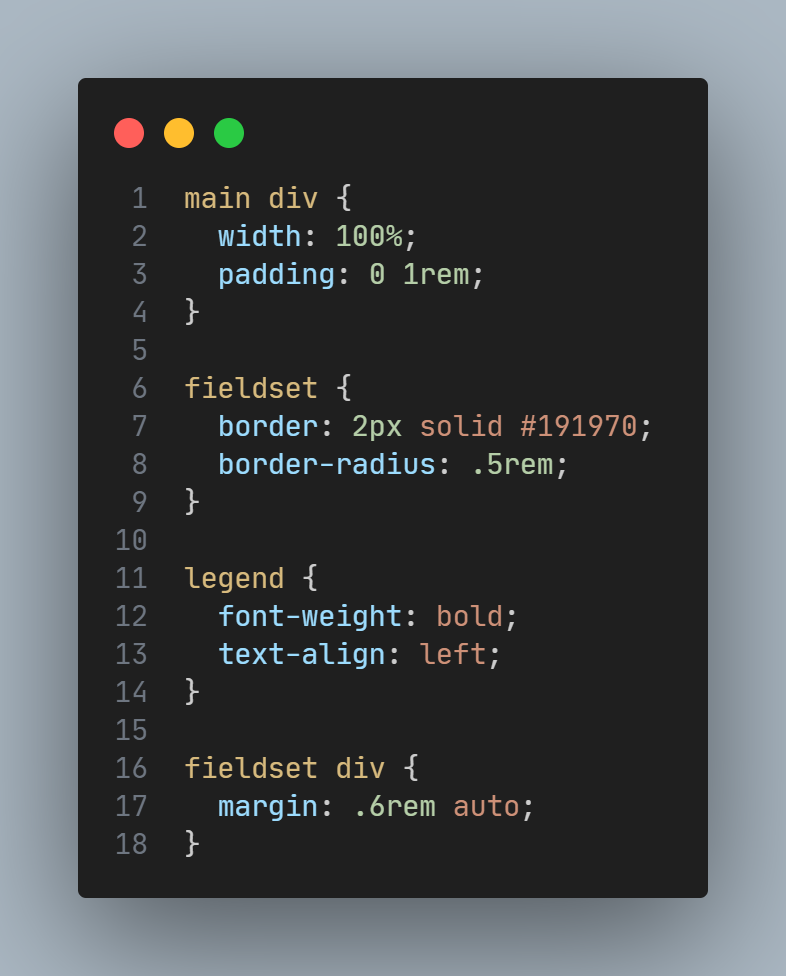 1 main div {
2   width: 100%;
3   padding: 0 1rem;
4 }
5
6 fieldset {
7   border: 2px solid #191970;
8   border-radius: .5rem;
9 }
10
11 legend {
12   font-weight: bold;
13   text-align: left;
14 }
15
16 fieldset div {
17   margin: .6rem auto;
18 }